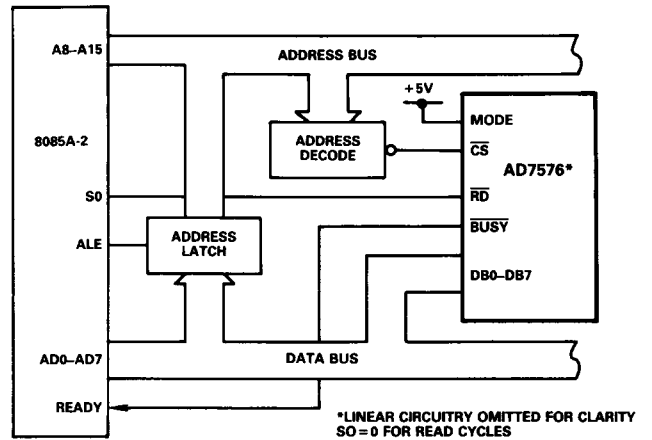 A8–A15
ADDRESS BUS
+5V
8085A-2
ADDRESS
DECODE
MODE
CS
AD7576*
S0
RD
ALE
ADDRESS
LATCH
BUSY
DB0–DB7
AD0–AD7
DATA BUS
READY
*LINEAR CIRCUITRY OMITTED FOR CLARITY
SO = 0 FOR READ CYCLES